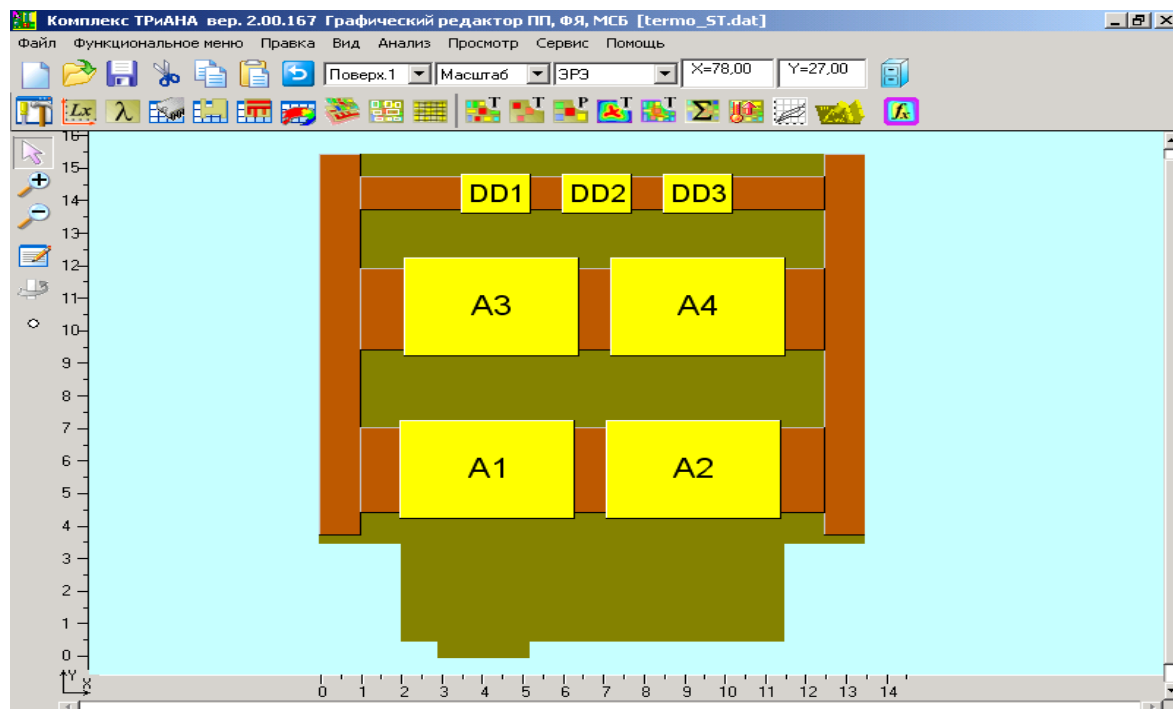 Комплекс ТРиАНА вер. 2.00.167 Графический редактор ПП, ФЯ, МСБ [termo_ST.dat]
Файл Функциональное меню Правка Вид Анализ Просмотр Сервис Помощь
Поверх.1 Масштаб ЭРЭ X=78,00 Y=27,00
Lx λ T T P T T Σ fx
16
15
14
13
12
11
10
9
8
7
6
5
4
3
2
1
0
DD1 DD2 DD3
A3 A4
A1 A2
Y X
0 1 2 3 4 5 6 7 8 9 10 11 12 13 14